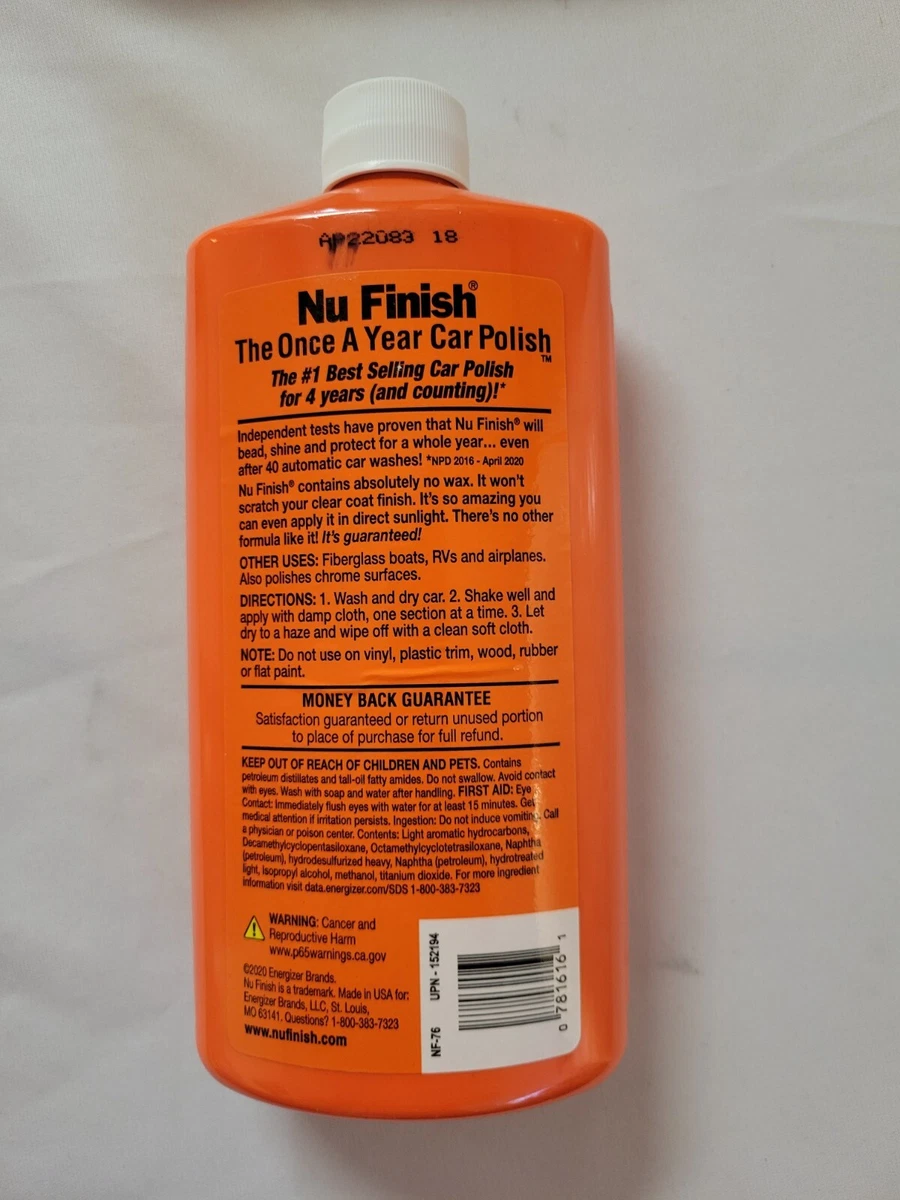 AP22083 18
Nu Finish®
The Once A Year Car Polish™
The #1 Best Selling Car Polish
for 4 years (and counting)!*
Independent tests have proven that Nu Finish® will
bead, shine and protect for a whole year... even
after 40 automatic car washes! *NPD 2016 - April 2020
Nu Finish® contains absolutely no wax. It won't
scratch your clear coat finish. It's so amazing you
can even apply it in direct sunlight. There's no other
formula like it! It's guaranteed!
OTHER USES: Fiberglass boats, RVs and airplanes.
Also polishes chrome surfaces.
DIRECTIONS: 1. Wash and dry car. 2. Shake well and
apply with damp cloth, one section at a time. 3. Let
dry to a haze and wipe off with a clean soft cloth.
NOTE: Do not use on vinyl, plastic trim, wood, rubber
or flat paint.
MONEY BACK GUARANTEE
Satisfaction guaranteed or return unused portion
to place of purchase for full refund.
KEEP OUT OF REACH OF CHILDREN AND PETS. Contains
petroleum distillates and tall-oil fatty amides. Do not swallow. Avoid contact
with eyes. Wash with soap and water after handling. FIRST AID: Eye
Contact: Immediately flush eyes with water for at least 15 minutes. Get
medical attention if irritation persists. Ingestion: Do not induce vomiting. Call
a physician or poison center. Contents: Light aromatic hydrocarbons,
Decamethylcyclopentasiloxane, Octamethylcyclotetrasiloxane, Naphtha
(petroleum), hydrodesulfurized heavy, Naphtha (petroleum), hydrotreated
light, Isopropyl alcohol, methanol, titanium dioxide. For more ingredient
information visit data.energizer.com/SDS 1-800-383-7323
WARNING: Cancer and
Reproductive Harm
www.p65warnings.ca.gov
©2020 Energizer Brands.
Nu Finish is a trademark. Made in USA for:
Energizer Brands, LLC, St. Louis,
MO 63141. Questions? 1-800-383-7323
www.nufinish.com
NF-76 UPN - 152194
0 781616 1